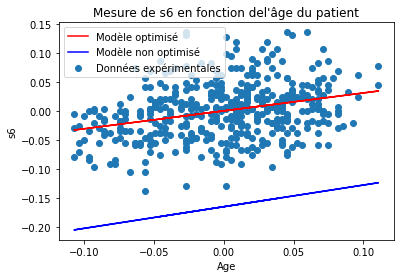 Mesure de s6 en fonction del'âge du patient
Modèle optimisé
Modèle non optimisé
Données expérimentales
0.15
0.10
0.05
0.00
−0.05
−0.10
−0.15
−0.20
s6
−0.10 −0.05 0.00 0.05 0.10
Age